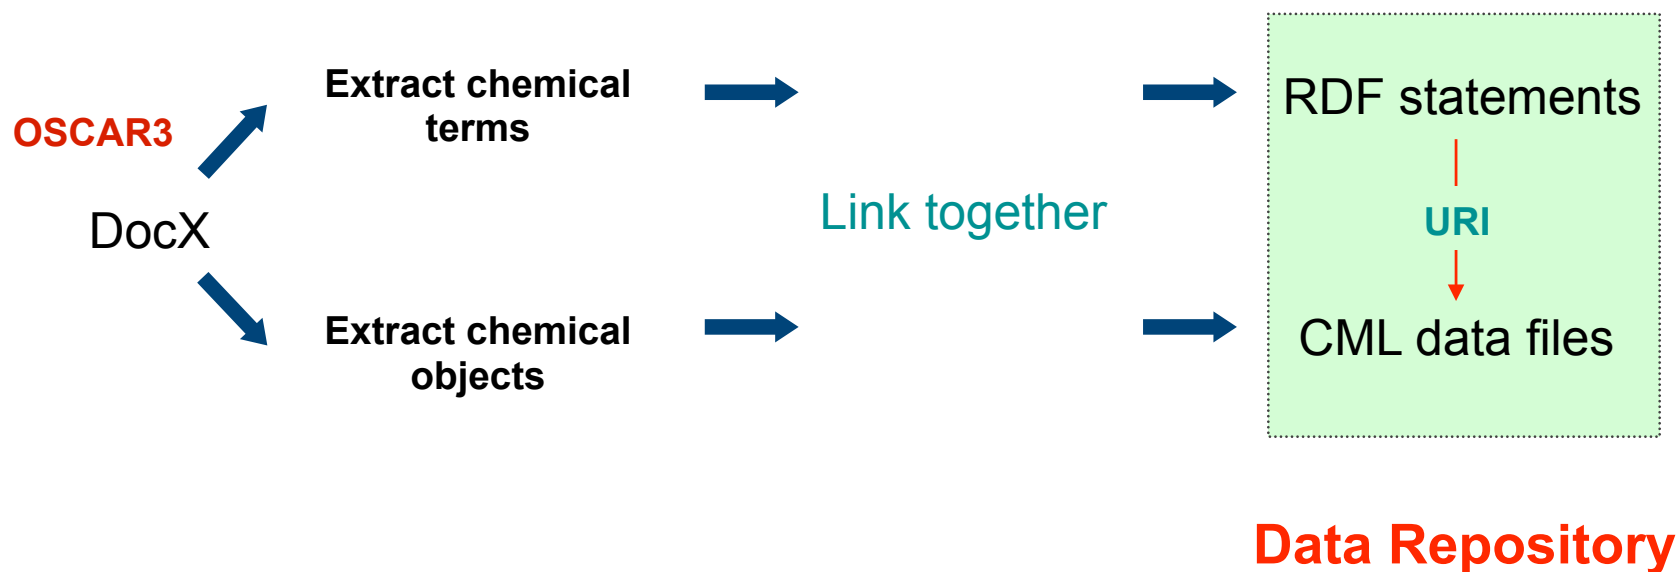 OSCAR3
DocX
Extract chemical
terms
Extract chemical
objects
Link together
RDF statements
URI
CML data files
Data Repository